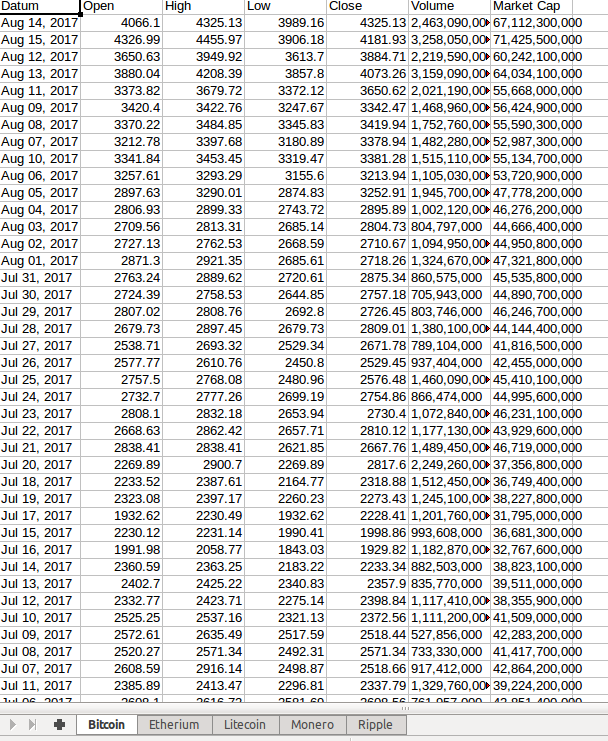 Datum Open High Low Close Volume Market Cap
Aug 14, 2017 4066.1 4325.13 3989.16 4325.13 2,463,090,00 67,112,300,000
Aug 15, 2017 4326.99 4455.97 3906.18 4181.93 3,258,050,00 71,425,500,000
Aug 12, 2017 3650.63 3949.92 3613.7 3884.71 2,219,590,00 60,242,100,000
Aug 13, 2017 3880.04 4208.39 3857.8 4073.26 3,159,090,00 64,034,100,000
Aug 11, 2017 3373.82 3679.72 3372.12 3650.62 2,021,190,00 55,668,000,000
Aug 09, 2017 3420.4 3422.76 3247.67 3342.47 1,468,960,00 56,424,900,000
Aug 08, 2017 3370.22 3484.85 3345.83 3419.94 1,752,760,00 55,590,300,000
Aug 07, 2017 3212.78 3397.68 3180.89 3378.94 1,482,280,00 52,987,300,000
Aug 10, 2017 3341.84 3453.45 3319.47 3381.28 1,515,110,00 55,134,700,000
Aug 06, 2017 3257.61 3293.29 3155.6 3213.94 1,105,030,00 53,720,900,000
Aug 05, 2017 2897.63 3290.01 2874.83 3252.91 1,945,700,00 47,778,200,000
Aug 04, 2017 2806.93 2899.33 2743.72 2895.89 1,002,120,00 46,276,200,000
Aug 03, 2017 2709.56 2813.31 2685.14 2804.73 804,797,000 44,666,400,000
Aug 02, 2017 2727.13 2762.53 2668.59 2710.67 1,094,950,00 44,950,800,000
Aug 01, 2017 2871.3 2921.35 2685.61 2718.26 1,324,670,00 47,321,800,000
Jul 31, 2017 2763.24 2889.62 2720.61 2875.34 860,575,000 45,535,800,000
Jul 30, 2017 2724.39 2758.53 2644.85 2757.18 705,943,000 44,890,700,000
Jul 29, 2017 2807.02 2808.76 2692.8 2726.45 803,746,000 46,246,700,000
Jul 28, 2017 2679.73 2897.45 2679.73 2809.01 1,380,100,00 44,144,400,000
Jul 27, 2017 2538.71 2693.32 2529.34 2671.78 789,104,000 41,816,500,000
Jul 26, 2017 2577.77 2610.76 2450.8 2529.45 937,404,000 42,455,000,000
Jul 25, 2017 2757.5 2768.08 2480.96 2576.48 1,460,090,00 45,410,100,000
Jul 24, 2017 2732.7 2777.26 2699.19 2754.86 866,474,000 44,995,600,000
Jul 23, 2017 2808.1 2832.18 2653.94 2730.4 1,072,840,00 46,231,100,000
Jul 22, 2017 2668.63 2862.42 2657.71 2810.12 1,177,130,00 43,929,600,000
Jul 21, 2017 2838.41 2838.41 2621.85 2667.76 1,489,450,00 46,719,000,000
Jul 20, 2017 2269.89 2900.7 2269.89 2817.6 2,249,260,00 37,356,800,000
Jul 18, 2017 2233.52 2387.61 2164.77 2318.88 1,512,450,00 36,749,400,000
Jul 19, 2017 2323.08 2397.17 2260.23 2273.43 1,245,100,00 38,227,800,000
Jul 17, 2017 1932.62 2230.49 1932.62 2228.41 1,201,760,00 31,795,000,000
Jul 15, 2017 2230.12 2231.14 1990.41 1998.86 993,608,000 36,681,300,000
Jul 16, 2017 1991.98 2058.77 1843.03 1929.82 1,182,870,00 32,767,600,000
Jul 14, 2017 2360.59 2363.25 2183.22 2233.34 882,503,000 38,823,100,000
Jul 13, 2017 2402.7 2425.22 2340.83 2357.9 835,770,000 39,511,000,000
Jul 12, 2017 2332.77 2423.71 2275.14 2398.84 1,117,410,00 38,355,900,000
Jul 10, 2017 2525.25 2537.16 2321.13 2372.56 1,111,200,00 41,509,000,000
Jul 09, 2017 2572.61 2635.49 2517.59 2518.44 527,856,000 42,283,200,000
Jul 08, 2017 2520.27 2571.34 2492.31 2571.34 733,330,000 41,417,700,000
Jul 07, 2017 2608.59 2916.14 2498.87 2518.66 917,412,000 42,864,200,000
Jul 11, 2017 2385.89 2413.47 2296.81 2337.79 1,329,760,00 39,224,200,000
Bitcoin Etherium Litecoin Monero Ripple